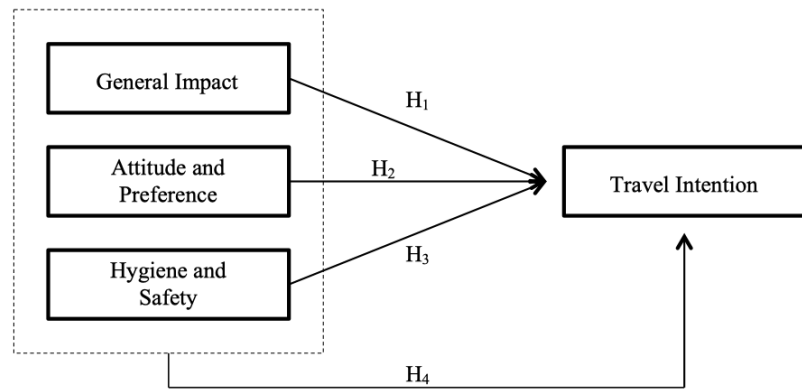 General Impact
H₁
Attitude and
Preference
H₂
Travel Intention
Hygiene and
Safety
H₃
H₄